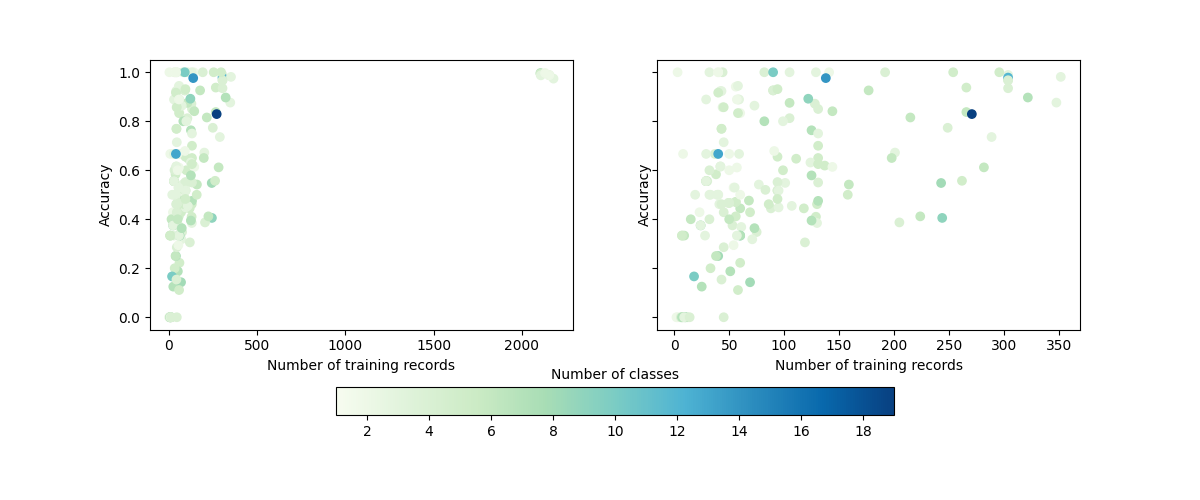 Accuracy
1.0
0.8
0.6
0.4
0.2
0.0
0 500 1000 1500 2000
Number of training records
Accuracy
0 50 100 150 200 250 300 350
Number of training records
Number of classes
2 4 6 8 10 12 14 16 18